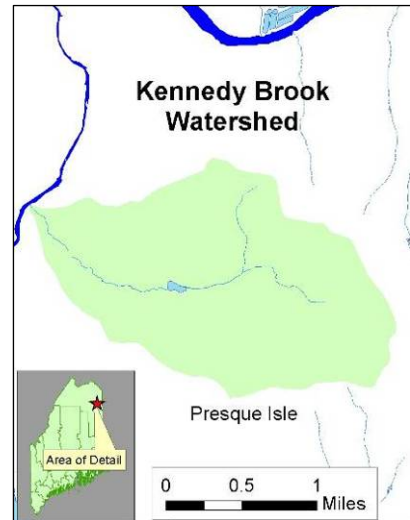 Kennedy Brook
Watershed
Presque Isle
Area of Detail
0 0.5 1
Miles